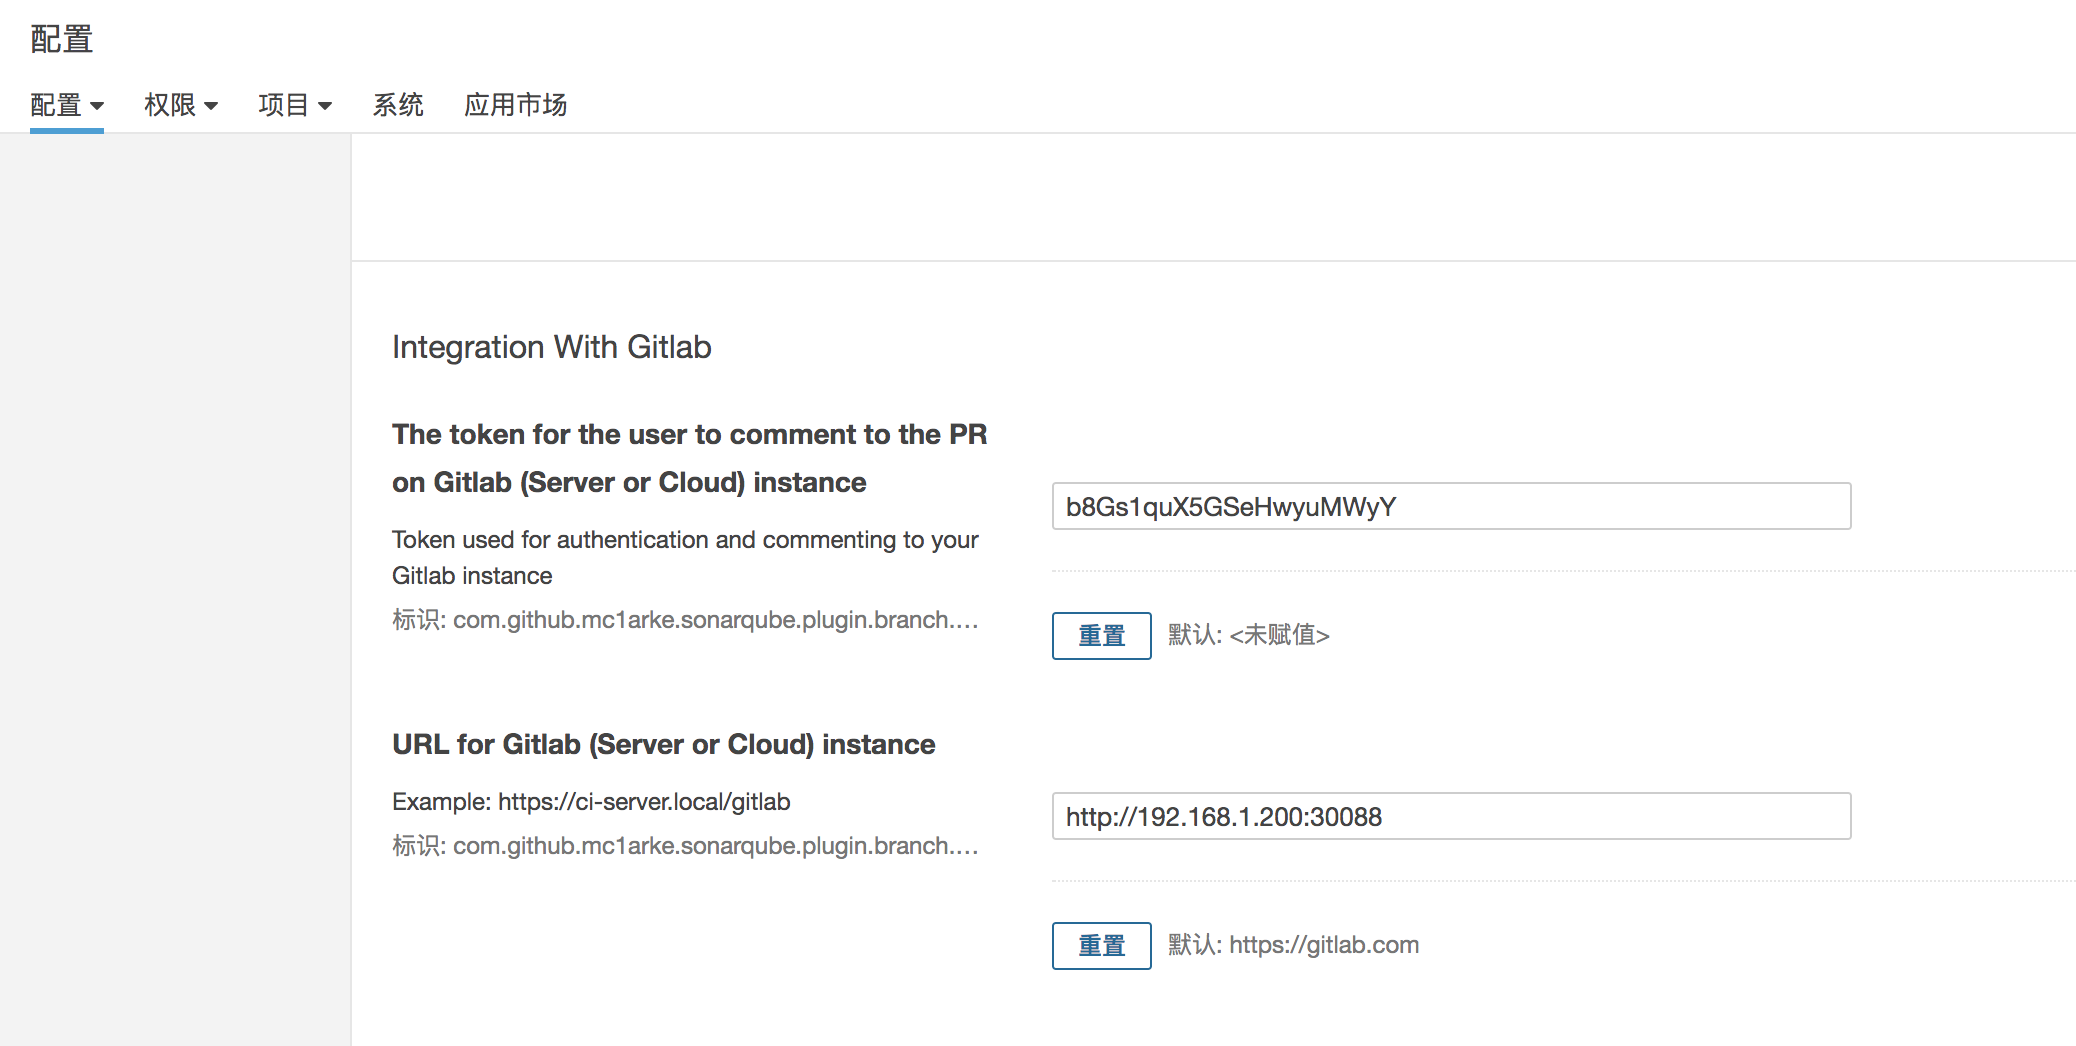 配置
配置 权限 项目 系统 应用市场
Integration With Gitlab
The token for the user to comment to the PR
on Gitlab (Server or Cloud) instance
b8Gs1quX5GSeHwyuMWyY
Token used for authentication and commenting to your
Gitlab instance
标识: com.github.mc1arke.sonarqube.plugin.branch.…
重置 默认: <未赋值>
URL for Gitlab (Server or Cloud) instance
Example: https://ci-server.local/gitlab
http://192.168.1.200:30088
标识: com.github.mc1arke.sonarqube.plugin.branch.…
重置 默认: https://gitlab.com